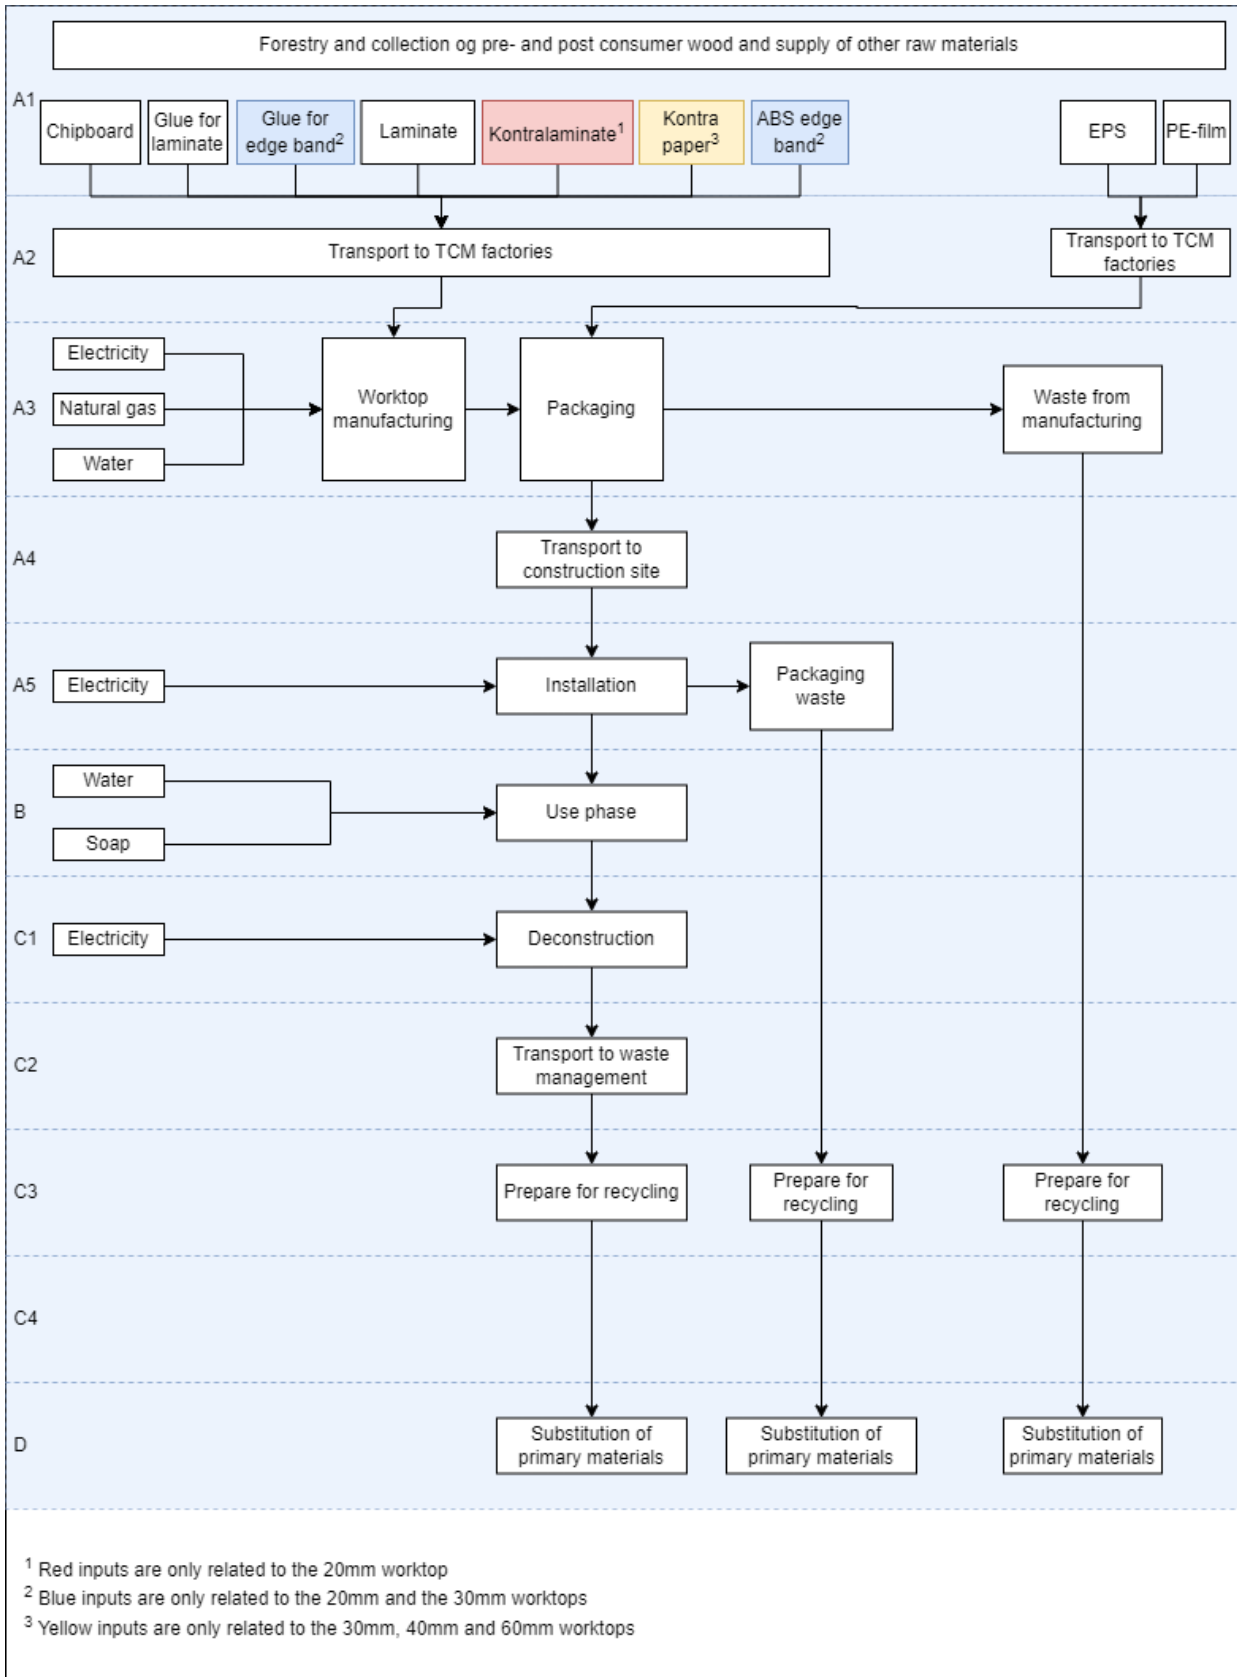 Forestry and collection og pre- and post consumer wood and supply of other raw materials
A1
Chipboard
Glue for
laminate
Glue for
edge band²
Laminate
Kontralaminate¹
Kontra
paper³
ABS edge
band²
EPS
PE-film
A2
Transport to TCM factories
Transport to TCM
factories
A3
Electricity
Natural gas
Water
Worktop
manufacturing
Packaging
Waste from
manufacturing
A4
Transport to
construction site
A5
Electricity
Installation
Packaging
waste
B
Water
Soap
Use phase
C1
Electricity
Deconstruction
C2
Transport to waste
management
C3
Prepare for recycling
Prepare for
recycling
Prepare for
recycling
C4
D
Substitution of
primary materials
Substitution of
primary materials
Substitution of
primary materials
¹ Red inputs are only related to the 20mm worktop
² Blue inputs are only related to the 20mm and the 30mm worktops
³ Yellow inputs are only related to the 30mm, 40mm and 60mm worktops